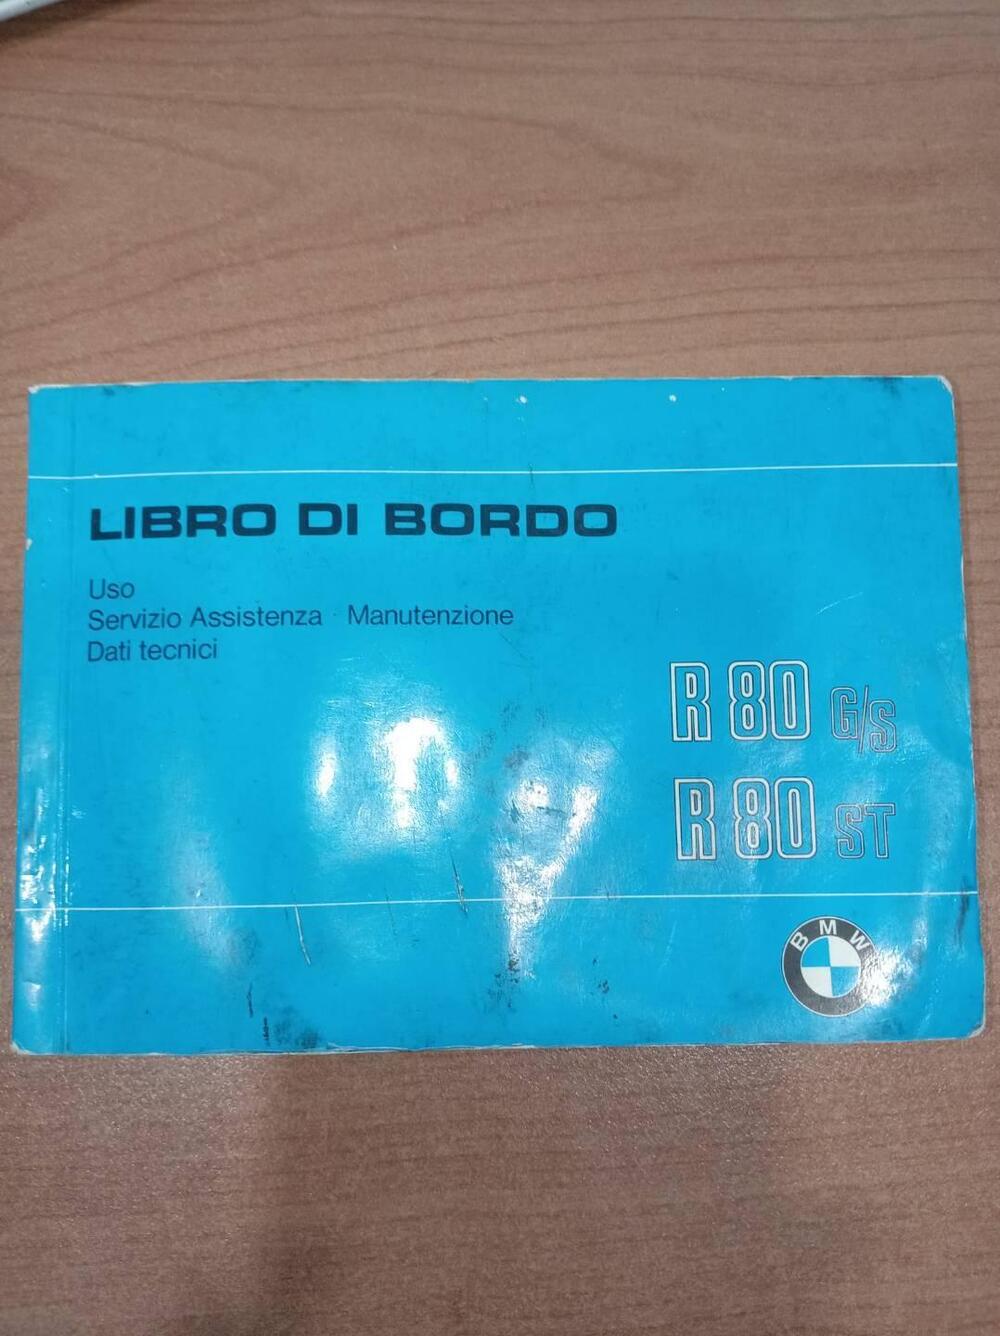 LIBRO DI BORDO
Uso
Servizio Assistenza · Manutenzione
Dati tecnici
R 80 G/S
R 80 ST
BMW